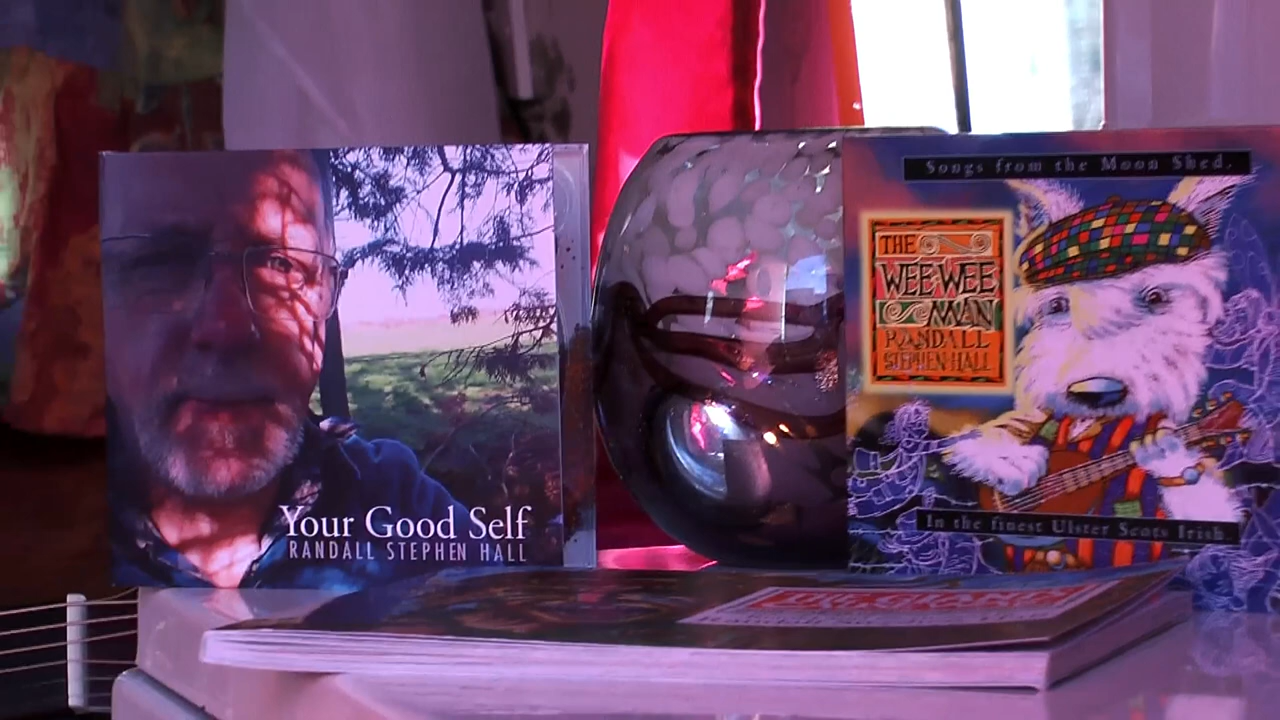 Your Good Self
RANDALL STEPHEN HALL
Songs from the Moon Shed.
THE
WEE WEE
MAN
RANDALL
STEPHEN HALL
In the finest Ulster Scots Irish.